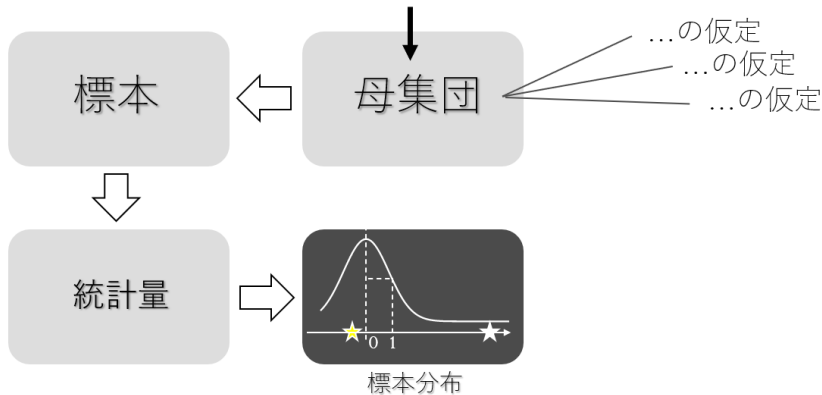 …の仮定
…の仮定
…の仮定
標本
母集団
統計量
0 1
標本分布